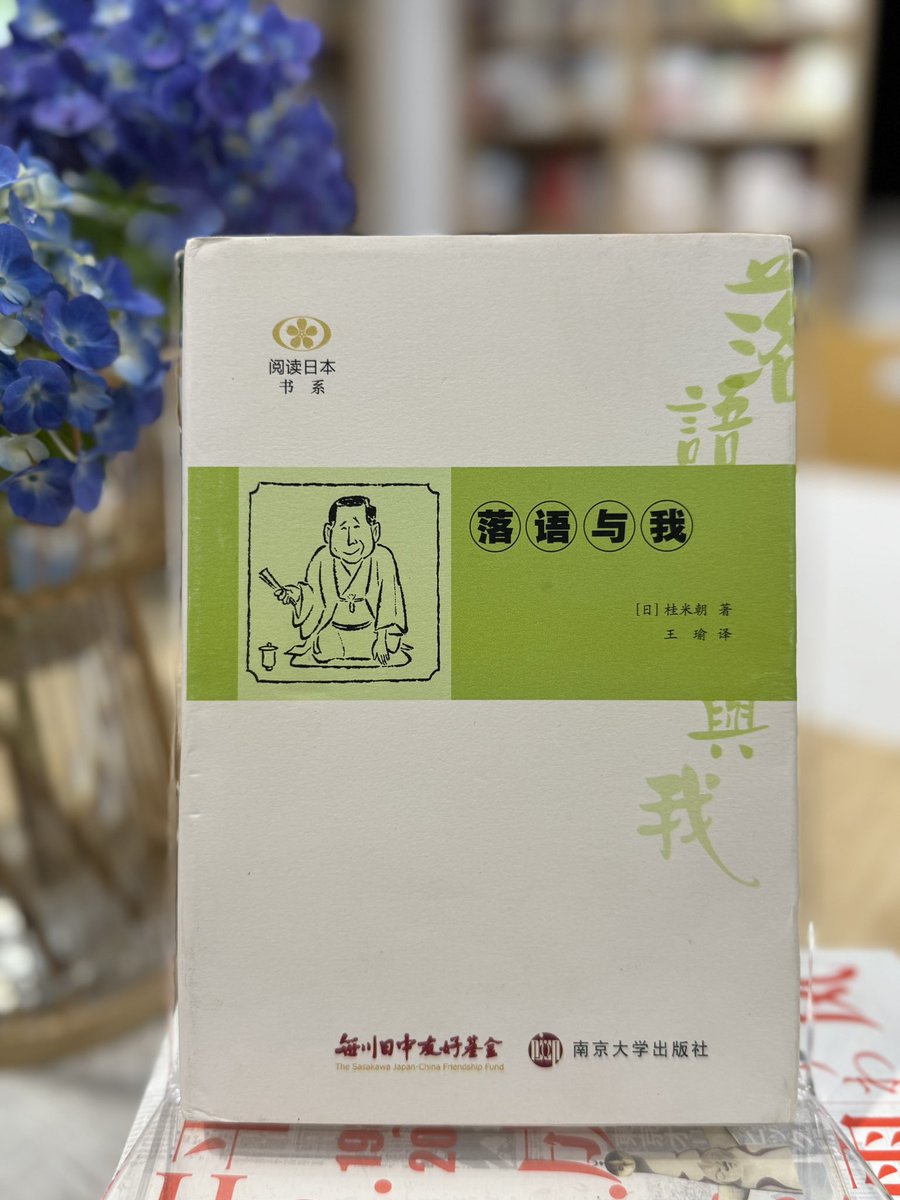 阅读日本
书系
落語
落语与我
[日] 桂米朝 著
王瑜 译
與我
笹川日中友好基金
The Sasakawa Japan-China Friendship Fund
南京大学出版社
19
20